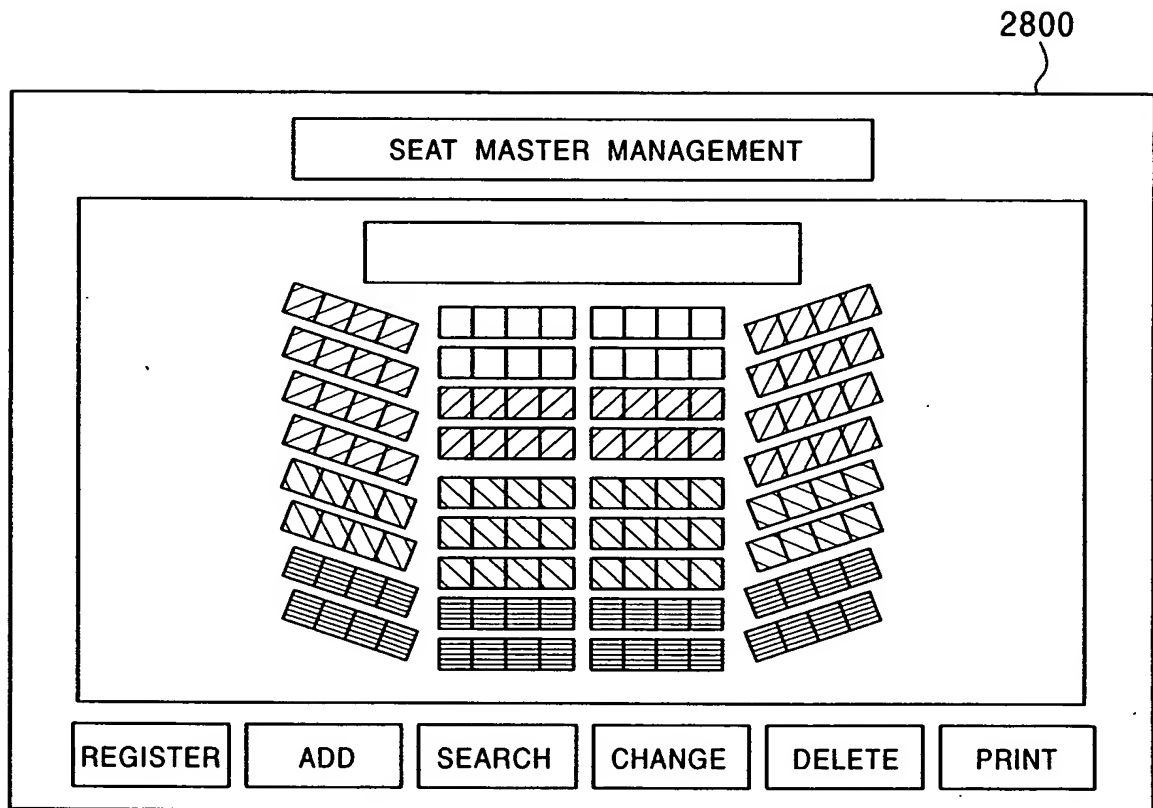 2800
SEAT MASTER MANAGEMENT
REGISTER ADD SEARCH CHANGE DELETE PRINT